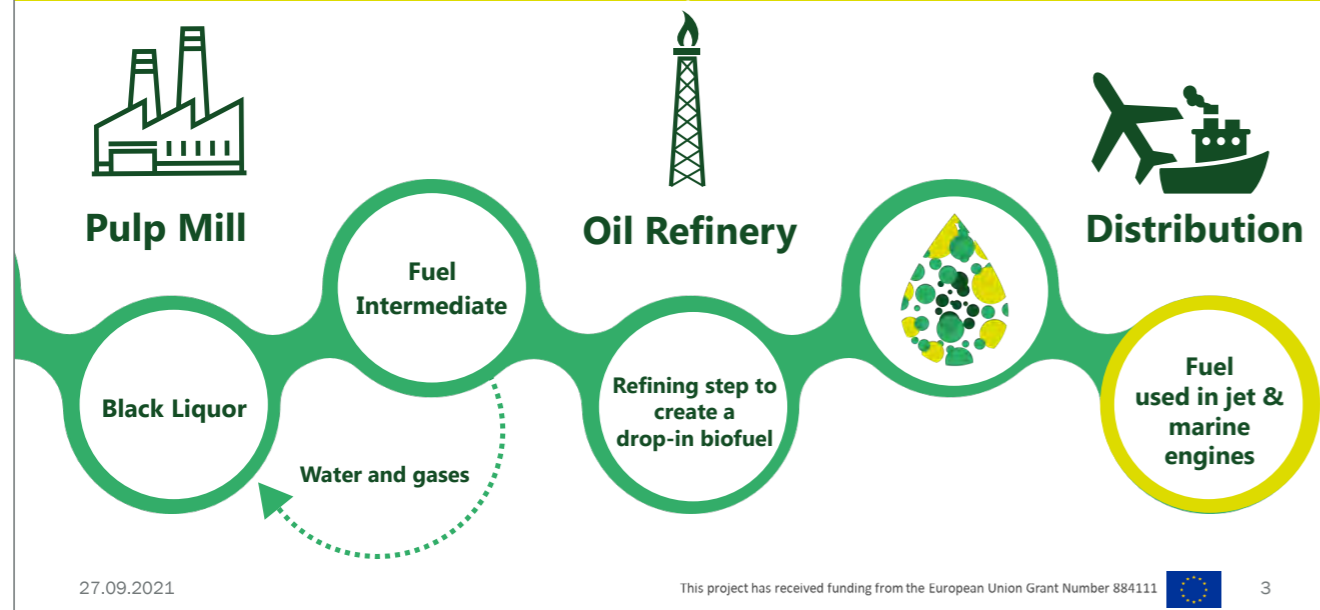 Pulp Mill
Oil Refinery
Distribution
Black Liquor
Fuel
Intermediate
Water and gases
Refining step to
create a
drop-in biofuel
Fuel
used in jet &
marine
engines
27.09.2021
This project has received funding from the European Union Grant Number 884111
3